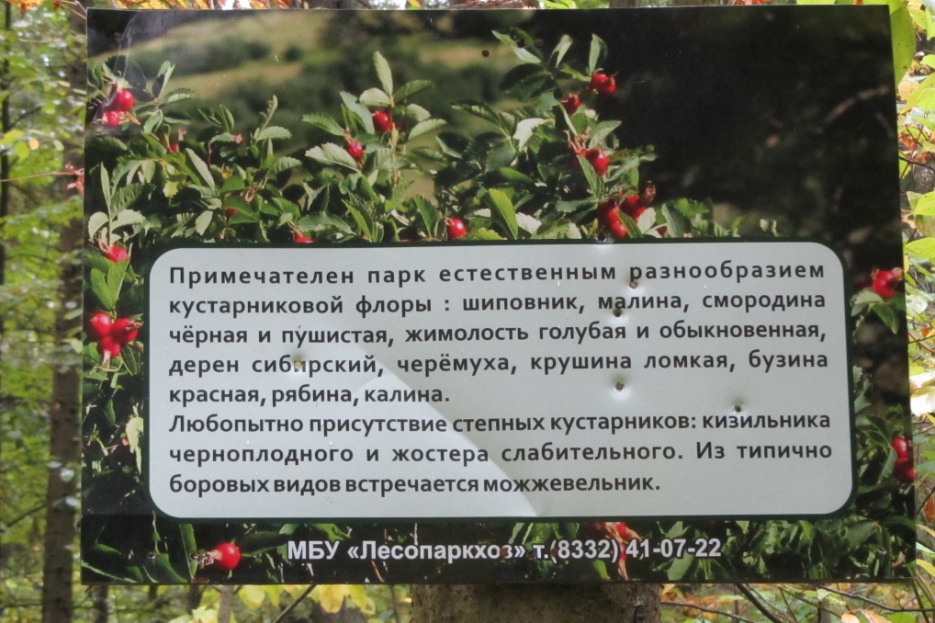 Примечателен парк естественным разнообразием
кустарниковой флоры : шиповник, малина, смородина
чёрная и пушистая, жимолость голубая и обыкновенная,
дерен сибирский, черёмуха, крушина ломкая, бузина
красная, рябина, калина.
Любопытно присутствие степных кустарников: кизильника
черноплодного и жостера слабительного. Из типично
боровых видов встречается можжевельник.
МБУ «Лесопаркхоз» т.(8332) 41-07-22